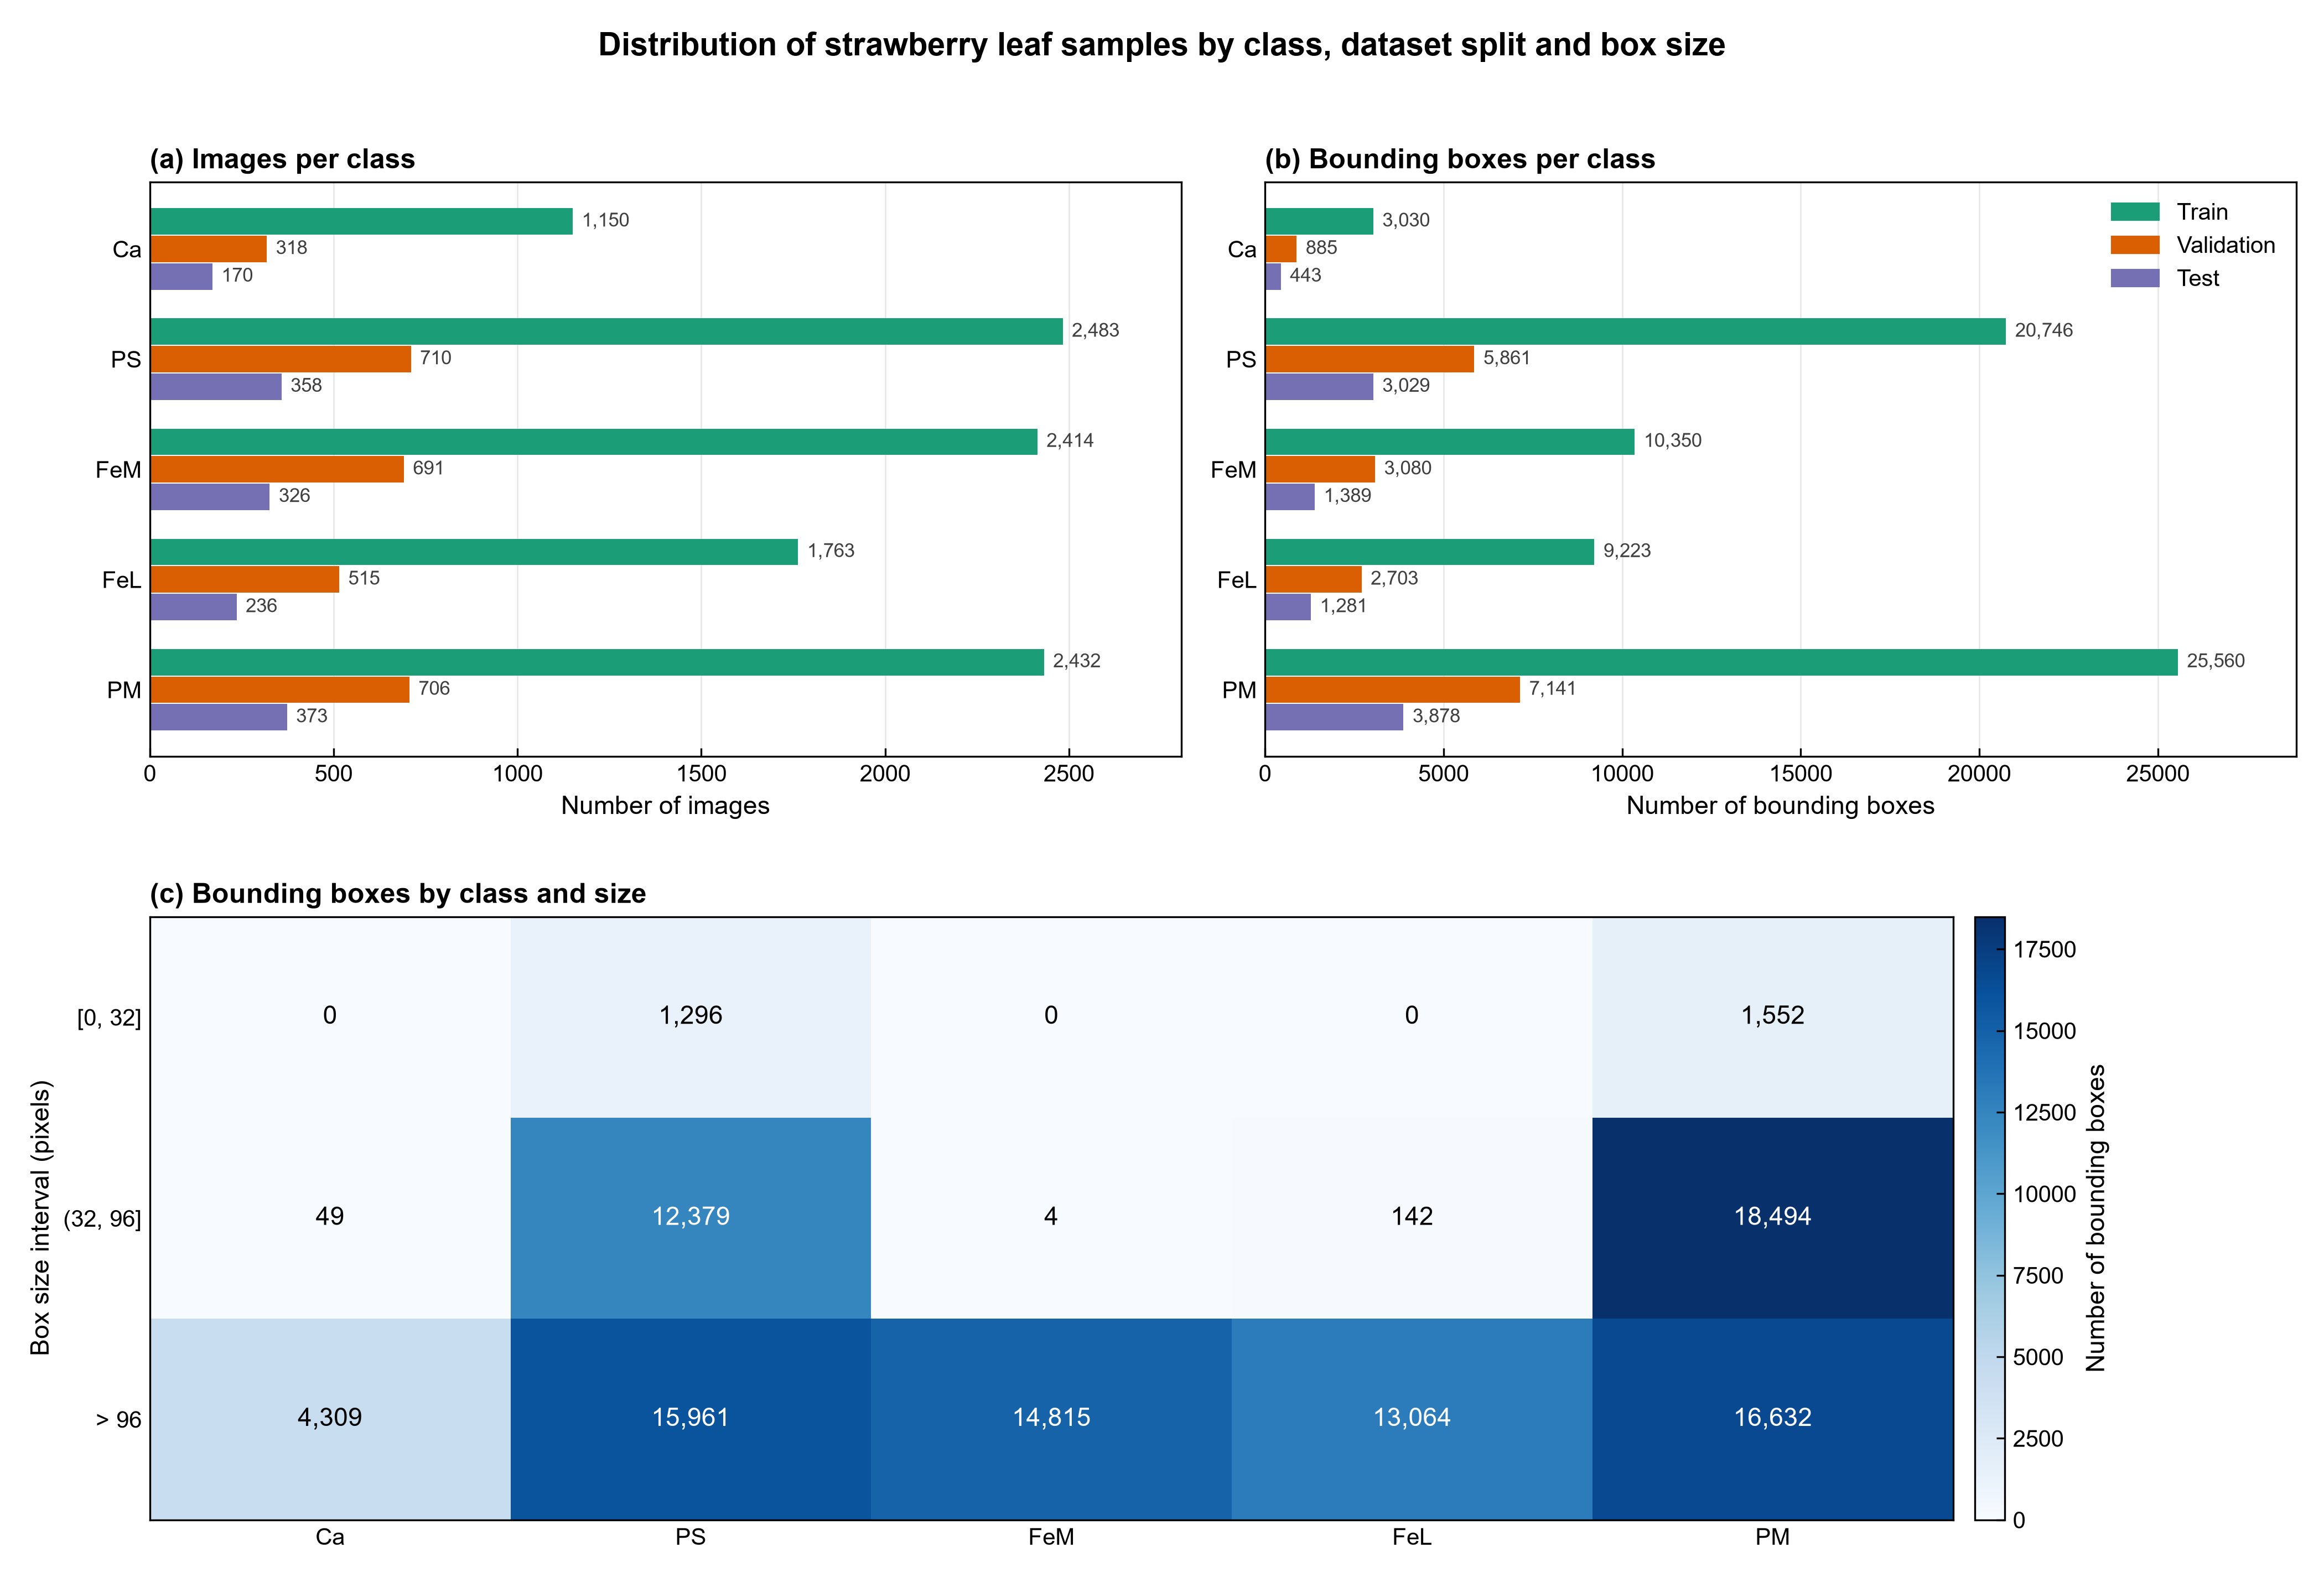 Distribution of strawberry leaf samples by class, dataset split and box size
(a) Images per class
Ca
1,150
318
170
PS
2,483
710
358
FeM
2,414
691
326
FeL
1,763
515
236
PM
2,432
706
373
0 500 1000 1500 2000 2500
Number of images
(b) Bounding boxes per class
Train
Validation
Test
Ca
3,030
885
443
PS
20,746
5,861
3,029
FeM
10,350
3,080
1,389
FeL
9,223
2,703
1,281
PM
25,560
7,141
3,878
0 5000 10000 15000 20000 25000
Number of bounding boxes
(c) Bounding boxes by class and size
Box size interval (pixels)
[0, 32] 0 1,296 0 0 1,552
(32, 96] 49 12,379 4 142 18,494
> 96 4,309 15,961 14,815 13,064 16,632
Ca PS FeM FeL PM
17500
15000
12500
10000
7500
5000
2500
0
Number of bounding boxes